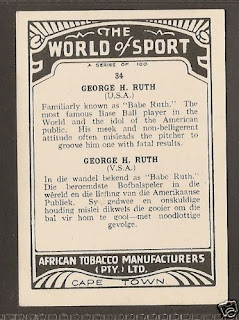 THE
WORLD of SPORT
A SERIES OF 100
34
GEORGE H. RUTH
(U.S.A.)
Familiarly known as "Babe Ruth." The
most famous Base Ball player in the
World and the idol of the American
public. His meek and non-belligerent
attitude often misleads the pitcher to
groove him one with fatal results.
GEORGE H. RUTH
(V.S.A.)
In die wandel bekend as "Babe Ruth."
Die beroemdste Bofbalspeler in die
wêreld en die liefling van die Amerikaanse
Publiek. Sy gedwee en onskuldige
houding mislei dikwels die gooier om die
bal vir hom te gool—met noodlottige
gevolge.
AFRICAN TOBACCO MANUFACTURERS
(PTY.) LTD.
CAPE TOWN